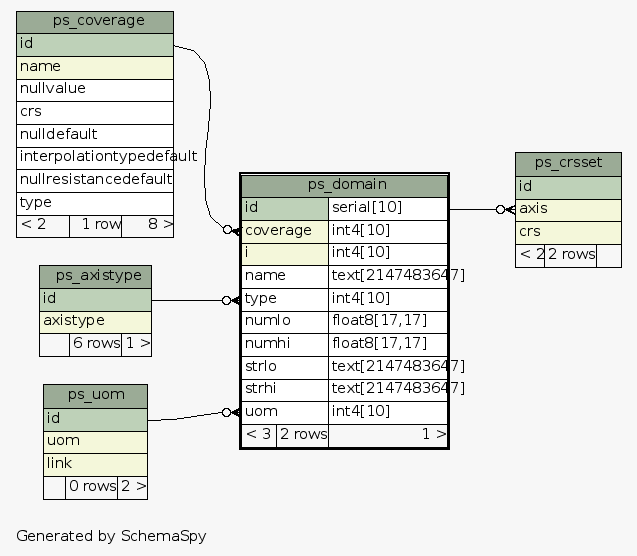 ps_coverage
id
name
nullvalue
crs
nulldefault
interpolationtypedefault
nullresistancedefault
type
< 2 1 row 8 >
ps_axistype
id
axistype
6 rows 1 >
ps_uom
id
uom
link
0 rows 2 >
ps_domain
id serial[10]
coverage int4[10]
i int4[10]
name text[2147483647]
type int4[10]
numlo float8[17,17]
numhi float8[17,17]
strlo text[2147483647]
strhi text[2147483647]
uom int4[10]
< 3 2 rows 1 >
ps_crsset
id
axis
crs
< 2 2 rows
Generated by SchemaSpy